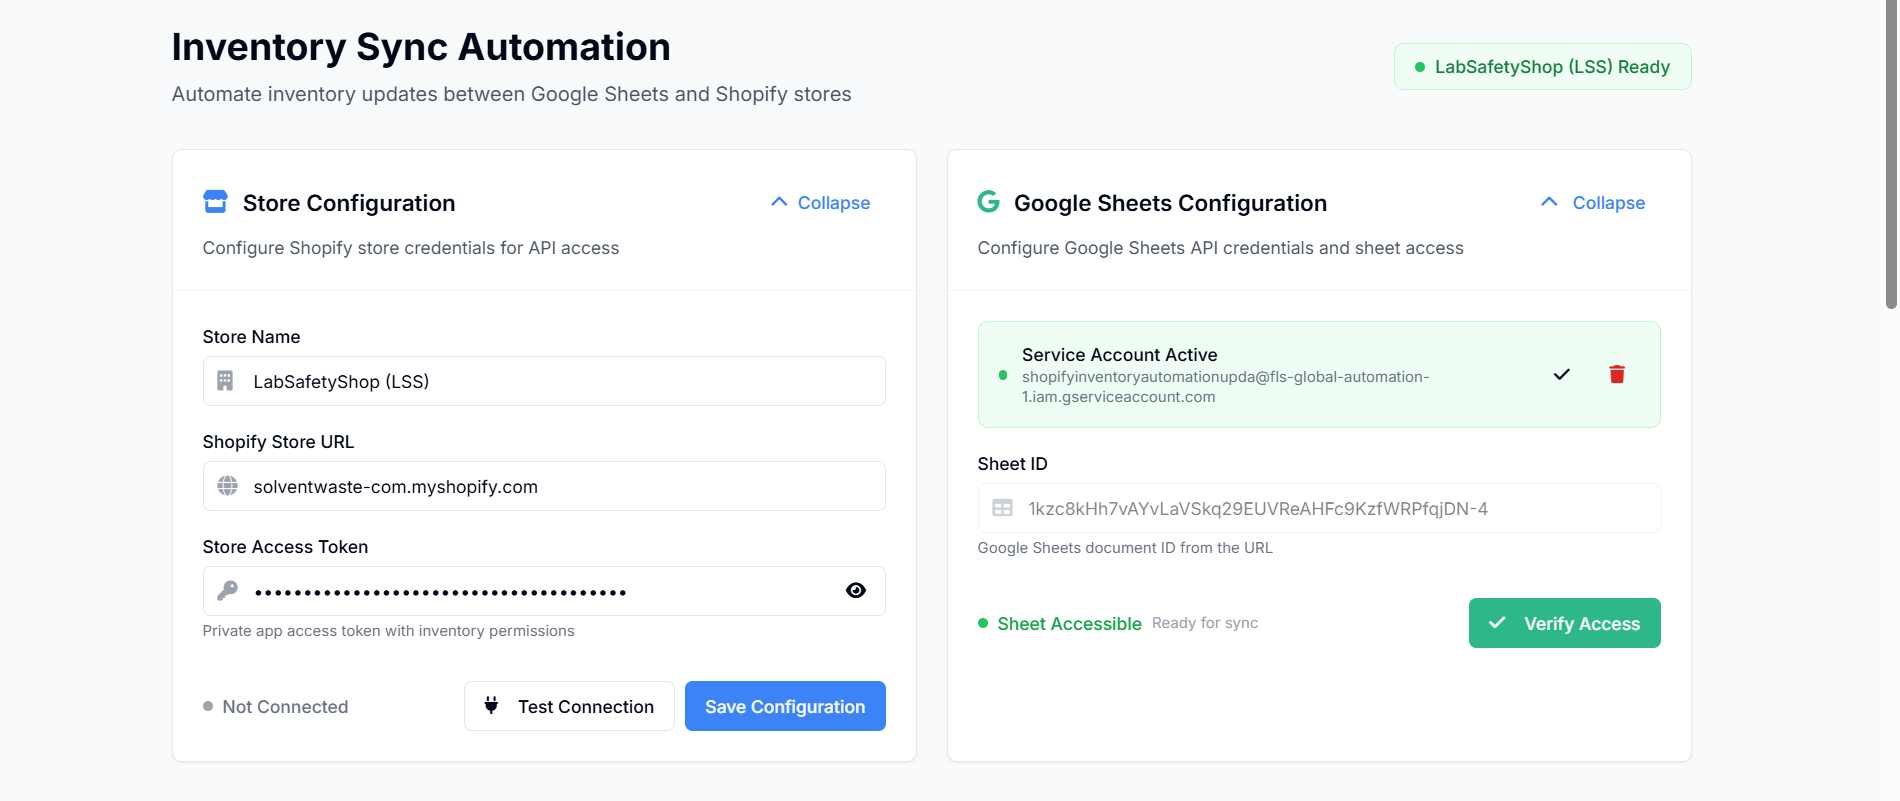 Inventory Sync Automation
Automate inventory updates between Google Sheets and Shopify stores
LabSafetyShop (LSS) Ready
Store Configuration
Collapse
Configure Shopify store credentials for API access
Store Name
LabSafetyShop (LSS)
Shopify Store URL
solventwaste-com.myshopify.com
Store Access Token
••••••••••••••••••••••••••••••••••••••
Private app access token with inventory permissions
Not Connected
Test Connection
Save Configuration
Google Sheets Configuration
Collapse
Configure Google Sheets API credentials and sheet access
Service Account Active
shopifyinventoryautomationupda@fls-global-automation-
1.iam.gserviceaccount.com
Sheet ID
1kzc8kHh7vAYvLaVSkq29EUVReAHFc9KzfWRPfqjDN-4
Google Sheets document ID from the URL
Sheet Accessible
Ready for sync
Verify Access